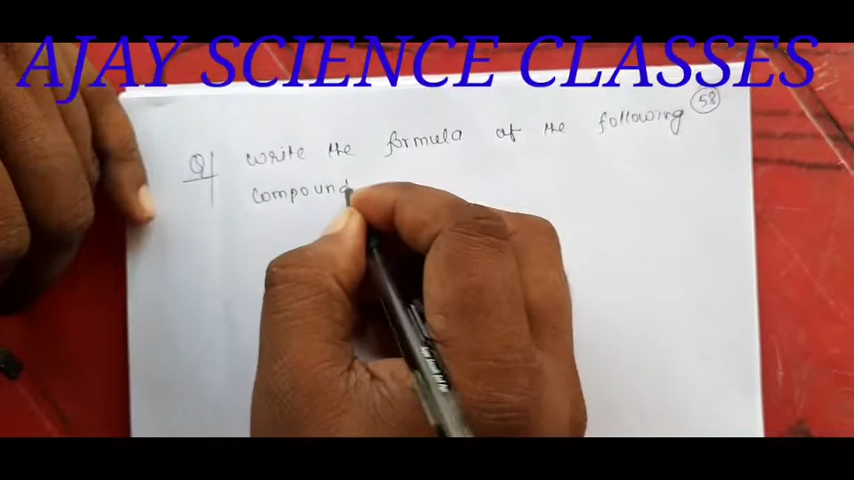 AJAY SCIENCE CLASSES
58
Q write the formula of the following
compound